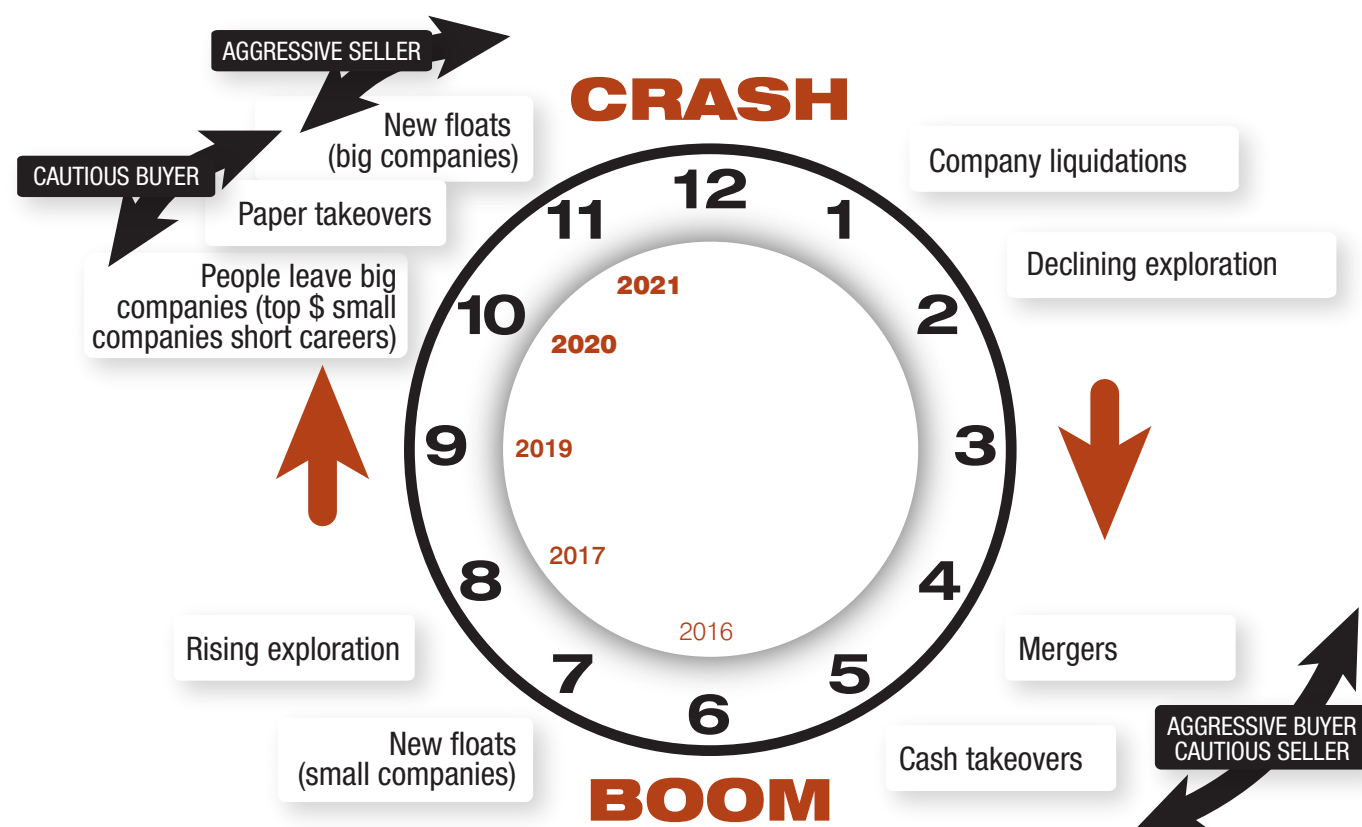 AGGRESSIVE SELLER
CRASH
New floats
(big companies)
CAUTIOUS BUYER
Paper takeovers
People leave big
companies (top $ small
companies short careers)
Company liquidations
Declining exploration
12
1
2
3
4
5
6
7
8
9
10
11
2021
2020
2019
2017
2016
Rising exploration
New floats
(small companies)
Mergers
Cash takeovers
AGGRESSIVE BUYER
CAUTIOUS SELLER
BOOM